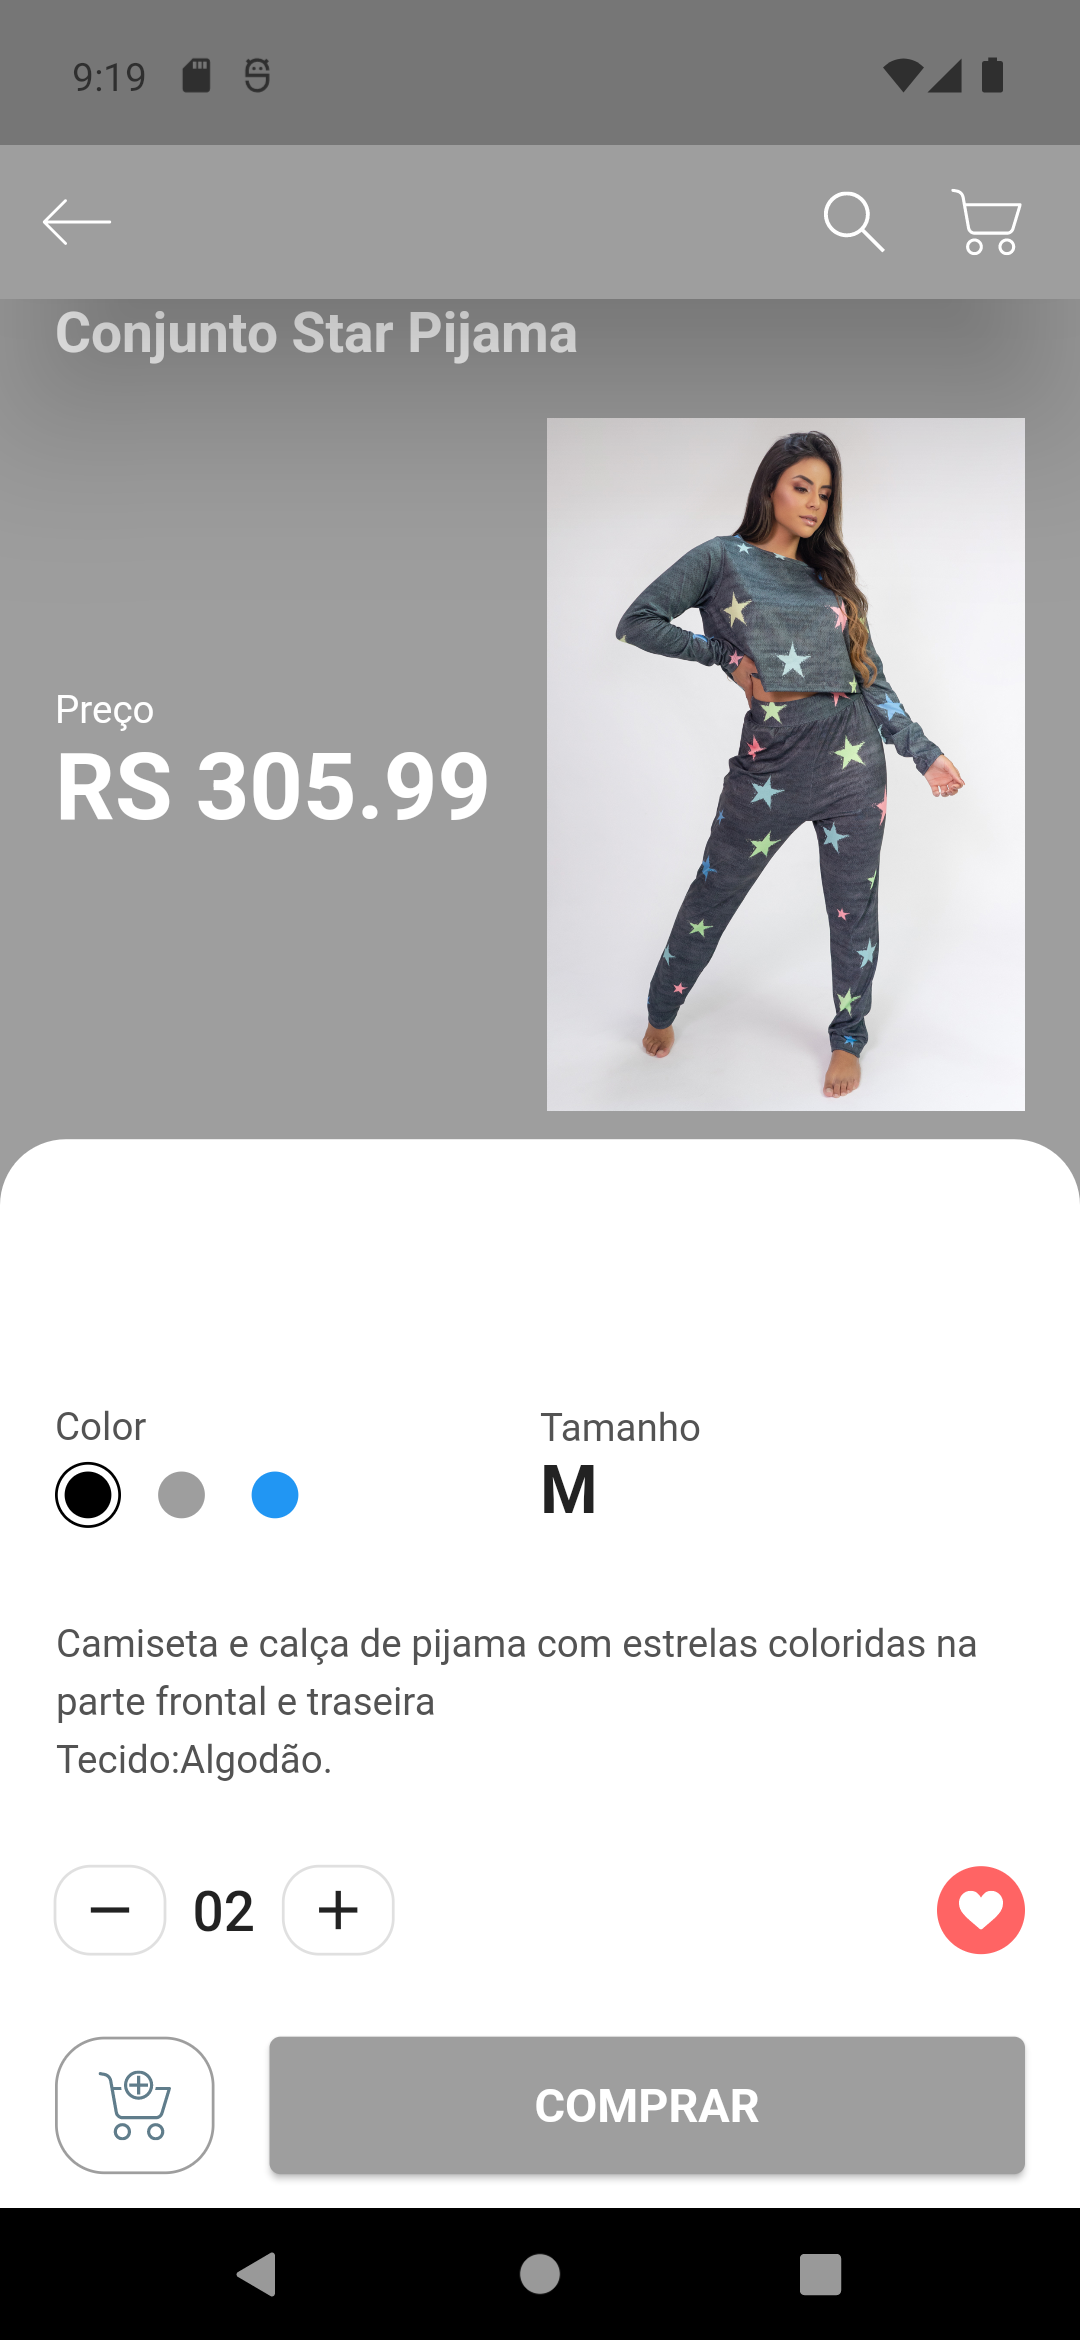 9:19
Conjunto Star Pijama
Preço
RS 305.99
Color
Tamanho
M
Camiseta e calça de pijama com estrelas coloridas na
parte frontal e traseira
Tecido:Algodão.
02
COMPRAR